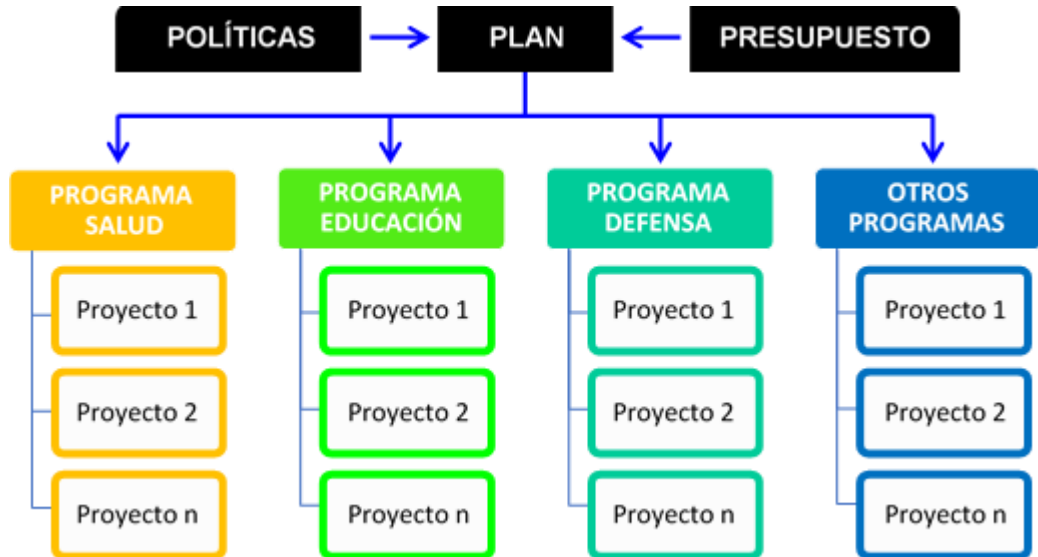 POLÍTICAS
PLAN
PRESUPUESTO
PROGRAMA
SALUD
Proyecto 1
Proyecto 2
Proyecto n
PROGRAMA
EDUCACIÓN
Proyecto 1
Proyecto 2
Proyecto n
PROGRAMA
DEFENSA
Proyecto 1
Proyecto 2
Proyecto n
OTROS
PROGRAMAS
Proyecto 1
Proyecto 2
Proyecto n